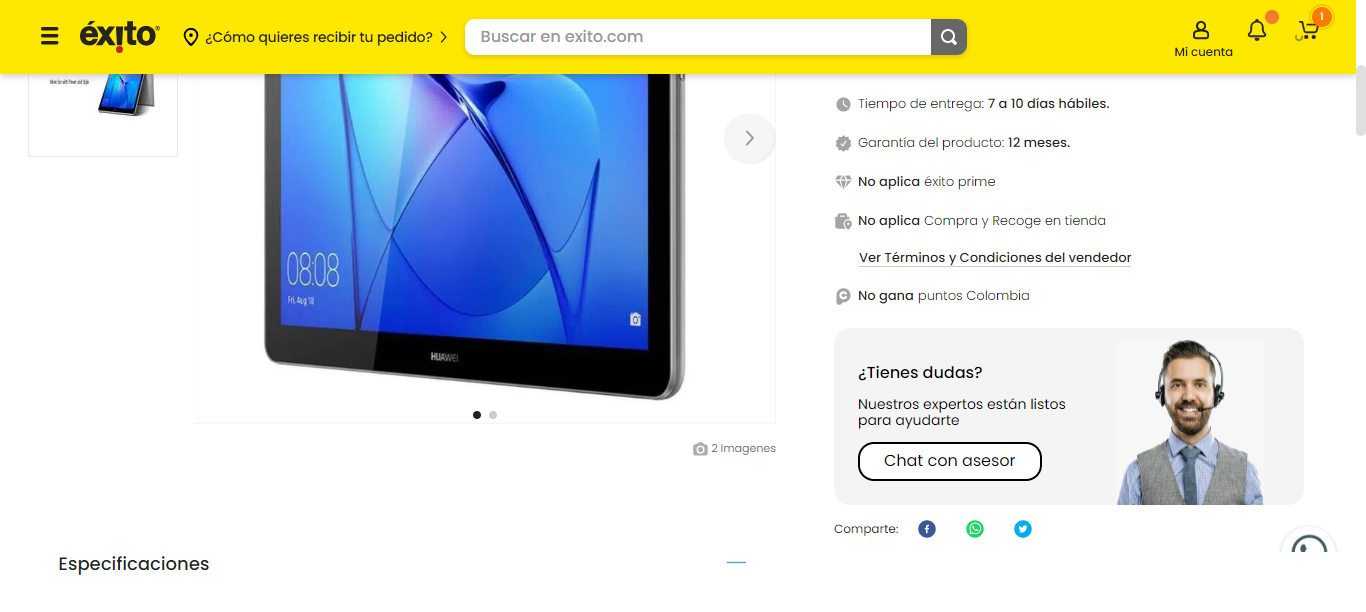 éxito
¿Cómo quieres recibir tu pedido?
Buscar en exito.com
Mi cuenta
1
More fun with Power and Style
08:08
Fri, Aug 18
HUAWEI
2 Imagenes
Tiempo de entrega: 7 a 10 días hábiles.
Garantía del producto: 12 meses.
No aplica éxito prime
No aplica Compra y Recoge en tienda
Ver Términos y Condiciones del vendedor
No gana puntos Colombia
¿Tienes dudas?
Nuestros expertos están listos
para ayudarte
Chat con asesor
Comparte:
Especificaciones